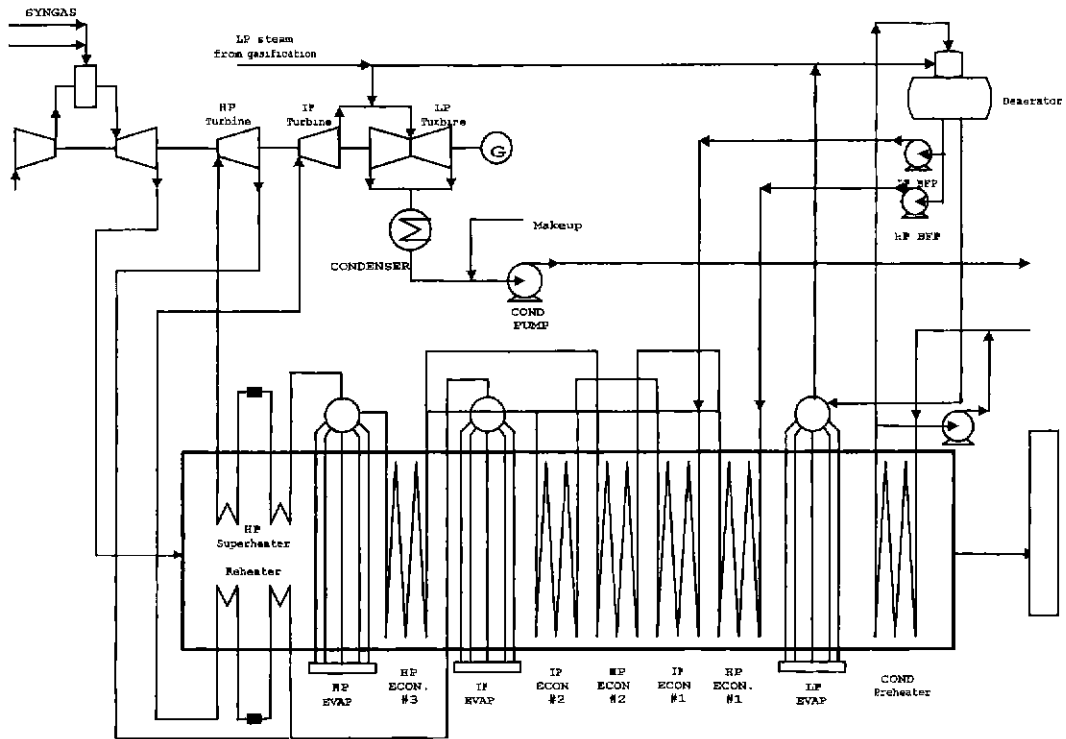 SYNGAS
LP steam
from gasification
HP
Turbine
IP
Turbine
LP
Turbine
G
Deaerator
BFP
HP BFP
Makeup
CONDENSER
COND
PUMP
HP
Superheater
Reheater
HP
EVAP
HP
ECON.
#3
IP
EVAP
IP
ECON
#2
HP
ECON
#2
IP
ECON
#1
HP
ECON.
#1
LP
EVAP
COND
Preheater